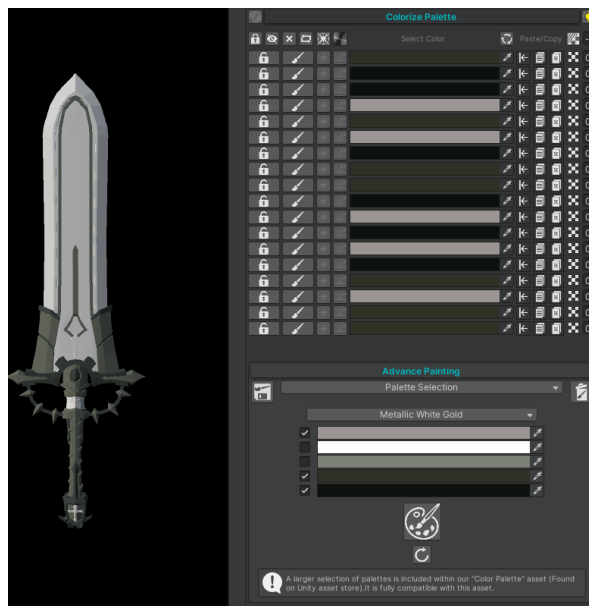 Colorize Palette
Select Color
Paste/Copy
Advance Painting
Palette Selection
Metallic White Gold
A larger selection of palettes is included within our "Color Palette" asset (Found
on Unity asset store).It is fully compatible with this asset.